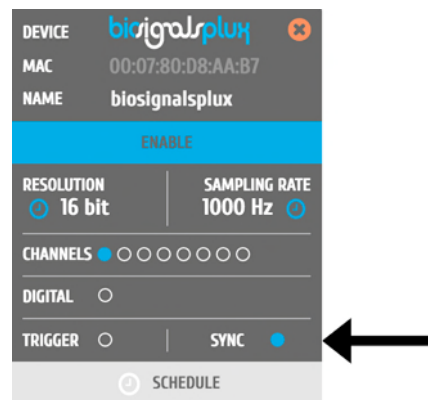 DEVICE biosignalsplux
MAC 00:07:80:D8:AA:B7
NAME biosignalsplux
ENABLE
RESOLUTION SAMPLING RATE
16 bit 1000 Hz
CHANNELS
DIGITAL
TRIGGER SYNC
SCHEDULE